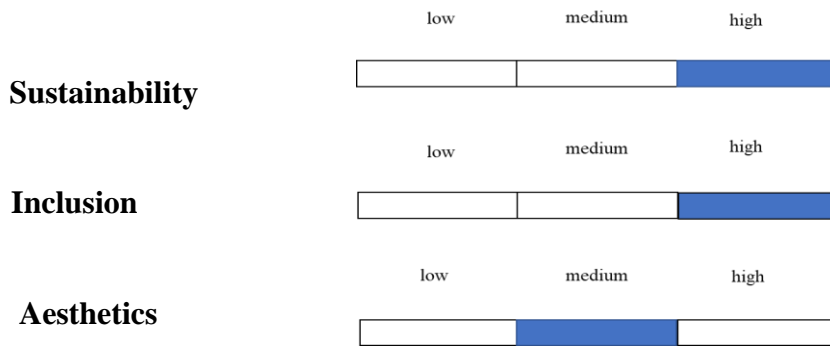 low medium high
Sustainability
low medium high
Inclusion
low medium high
Aesthetics